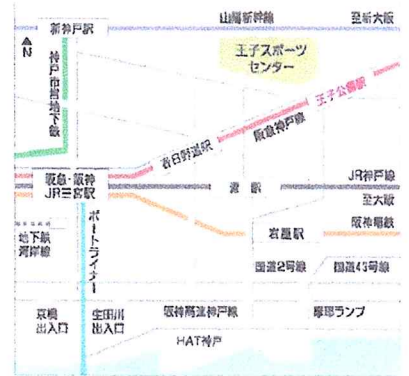 山陽新幹線
至新大阪
新神戸駅
N
王子スポーツ
センター
神戸市営地下鉄
王子公園駅
阪急神戸線
春日野道駅
阪急・阪神
JR三宮駅
JR神戸線
駅
至大阪
阪神電鉄
岩屋駅
ポートライナー
地下鉄
海岸線
国道2号線
国道43号線
京橋
出入口
生田川
出入口
阪神高速神戸線
摩耶ランプ
HAT神戸